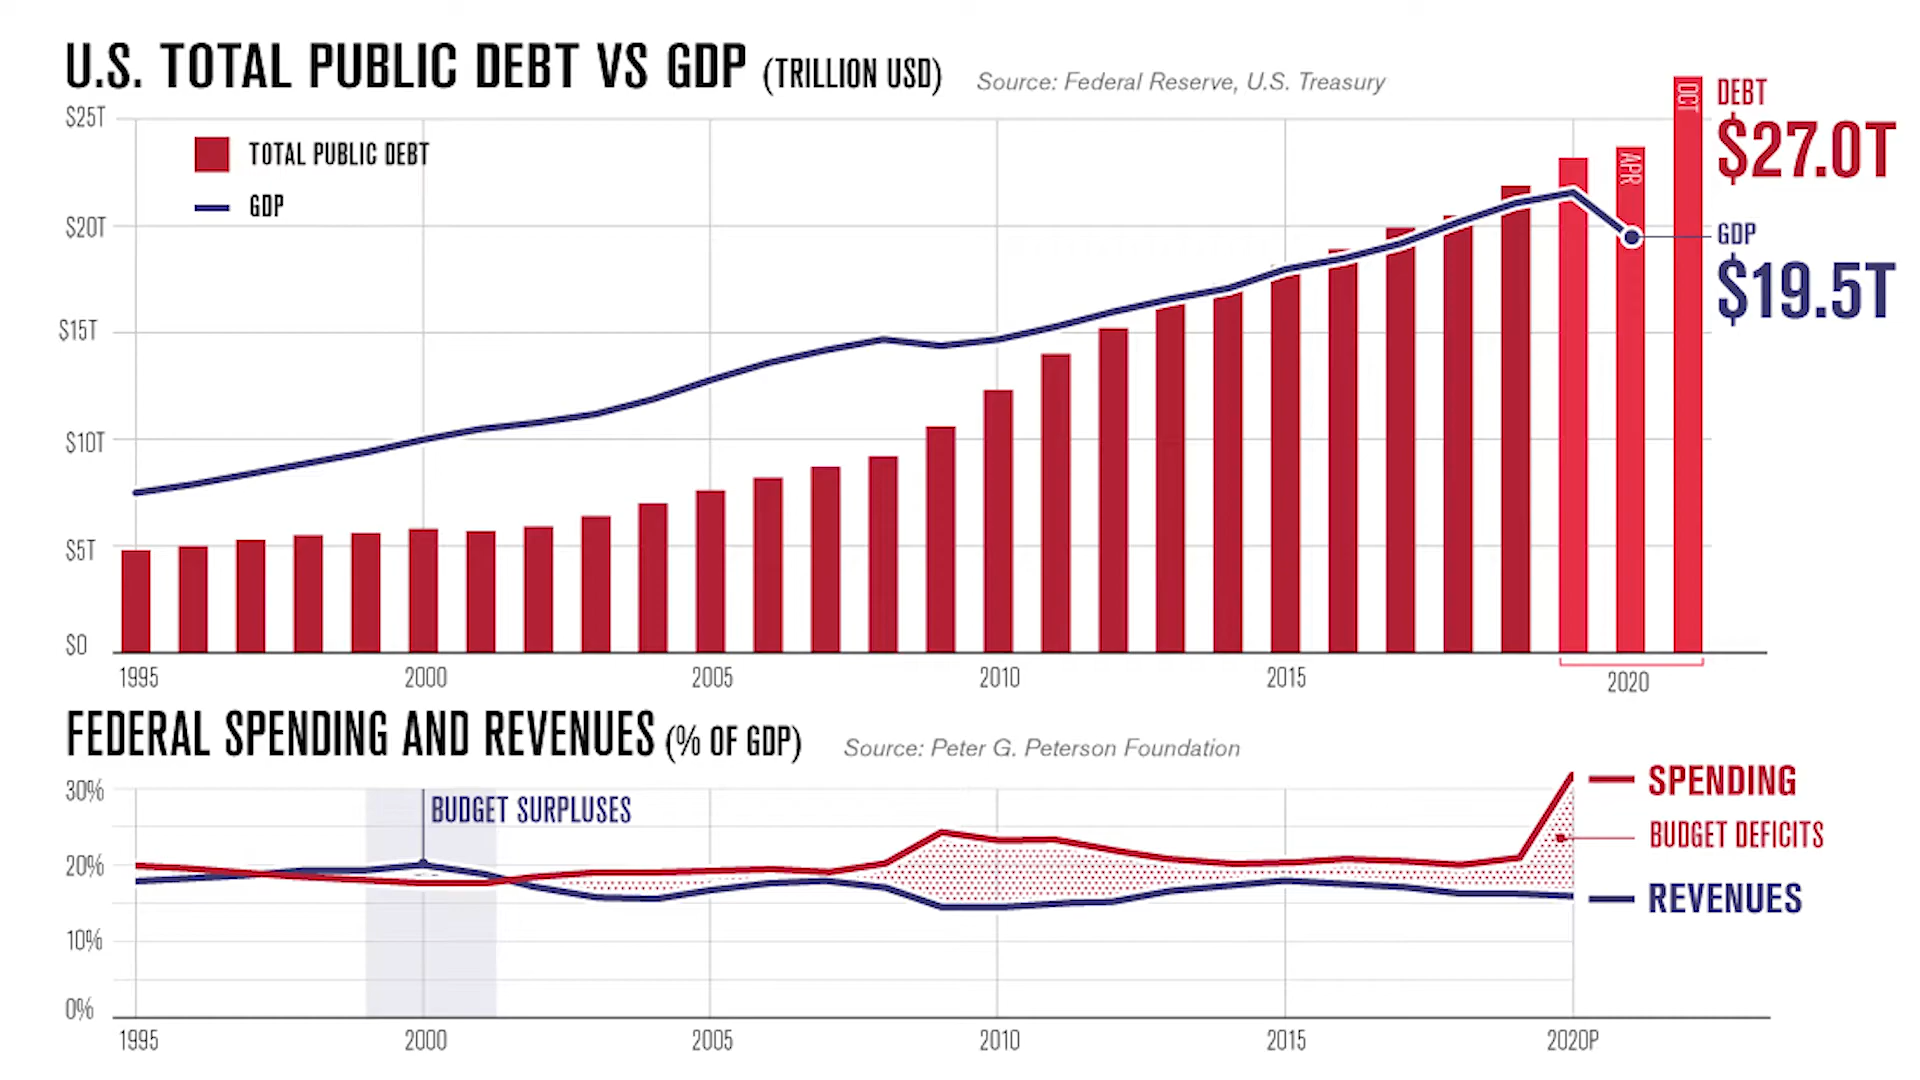 U.S. TOTAL PUBLIC DEBT VS GDP (TRILLION USD) Source: Federal Reserve, U.S. Treasury
$25T
$20T
$15T
$10T
$5T
$0
TOTAL PUBLIC DEBT
GDP
APR
OCT
DEBT
$27.0T
GDP
$19.5T
1995 2000 2005 2010 2015 2020
FEDERAL SPENDING AND REVENUES (% OF GDP) Source: Peter G. Peterson Foundation
30%
20%
10%
0%
BUDGET SURPLUSES
SPENDING
BUDGET DEFICITS
REVENUES
1995 2000 2005 2010 2015 2020P